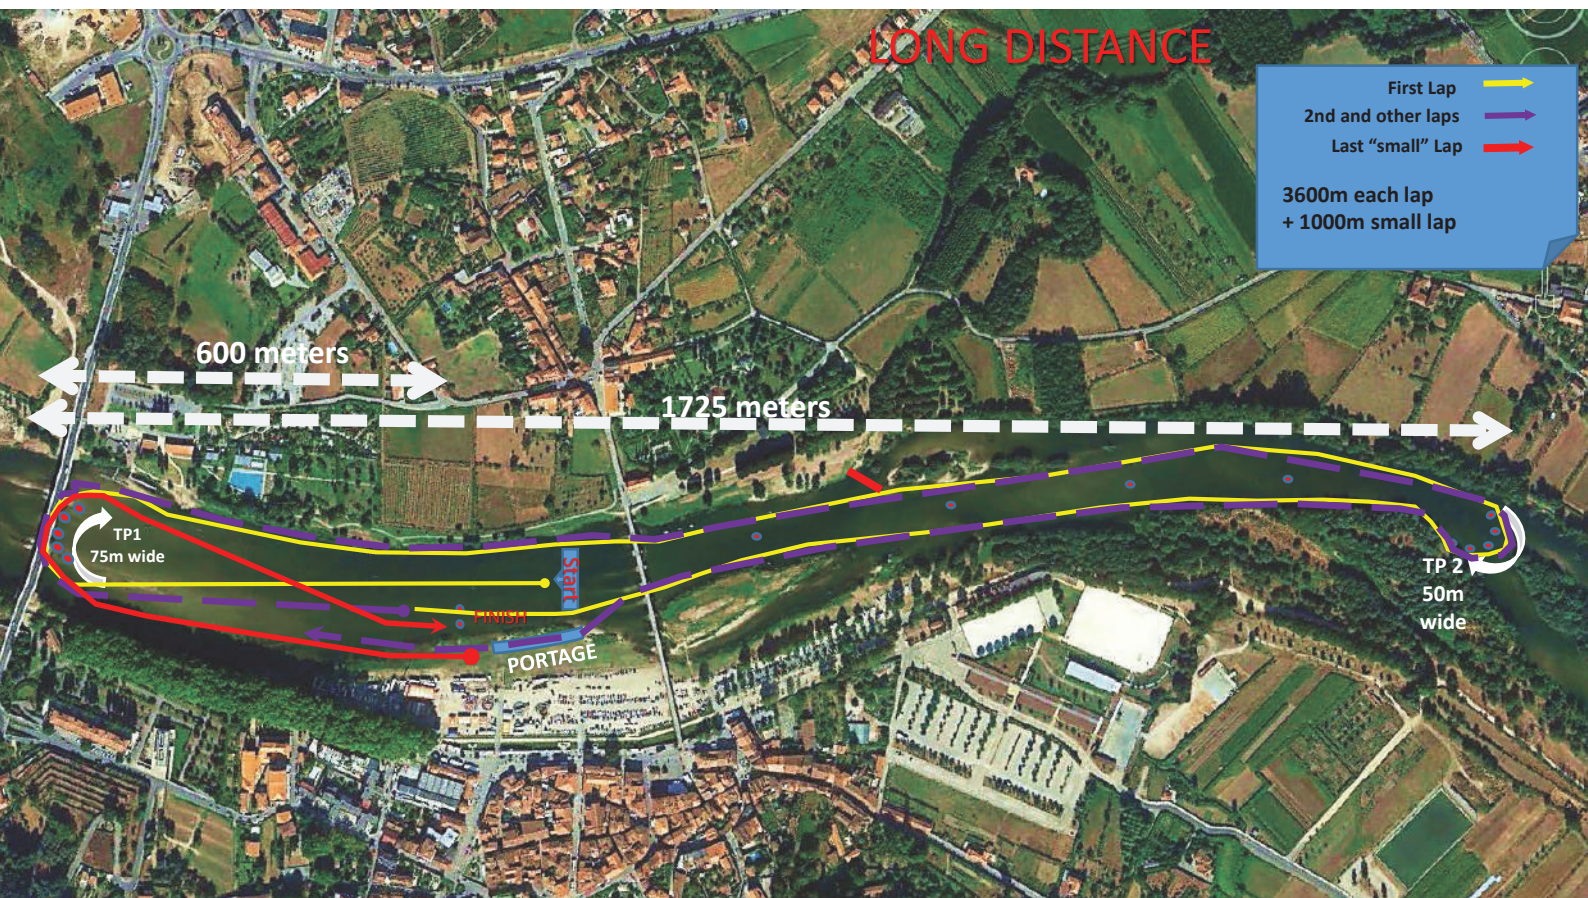 LONG DISTANCE
First Lap
2nd and other laps
Last “small” Lap
3600m each lap
+ 1000m small lap
600 meters
1725 meters
TP1
75m wide
Start
FINISH
PORTAGE
TP 2
50m
wide